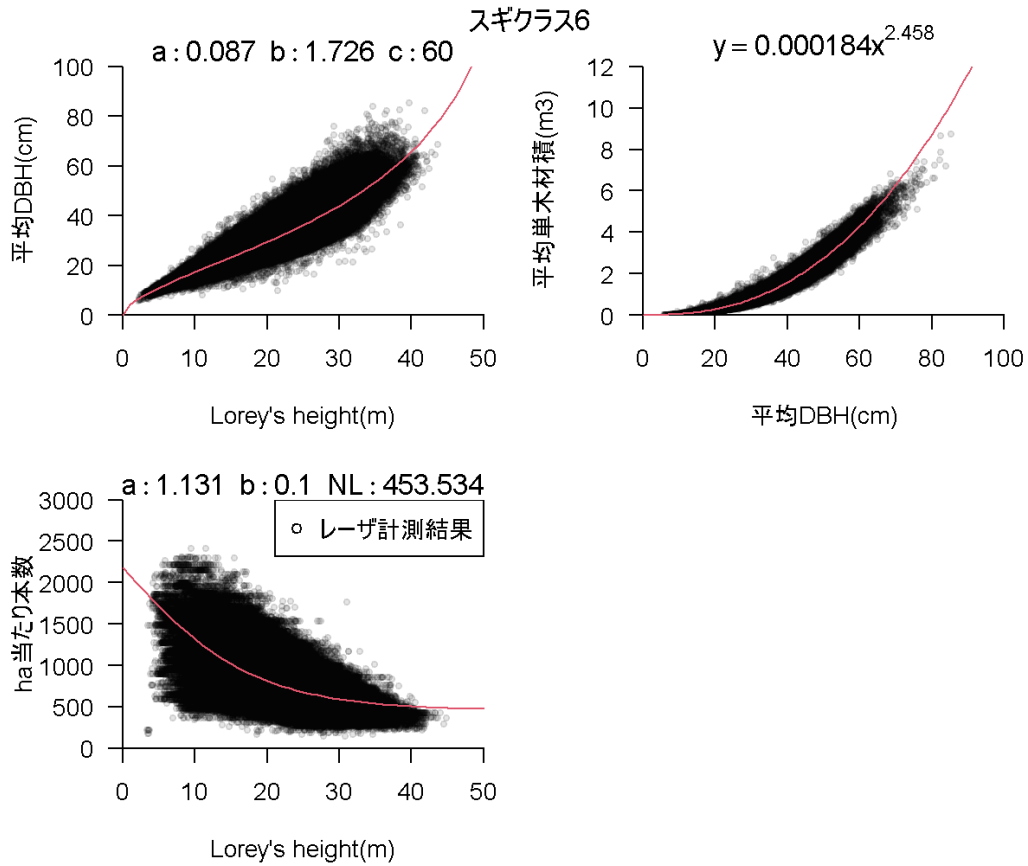 スギクラス6
a : 0.087 b : 1.726 c : 60
平均DBH(cm)
100
80
60
40
20
0
0 10 20 30 40 50
Lorey's height(m)
y = 0.000184x^2.458
平均単木材積(m3)
12
10
8
6
4
2
0
0 20 40 60 80 100
平均DBH(cm)
a : 1.131 b : 0.1 NL : 453.534
ha当たり本数
3000
2500
2000
1500
1000
500
0
レーザ計測結果
0 10 20 30 40 50
Lorey's height(m)